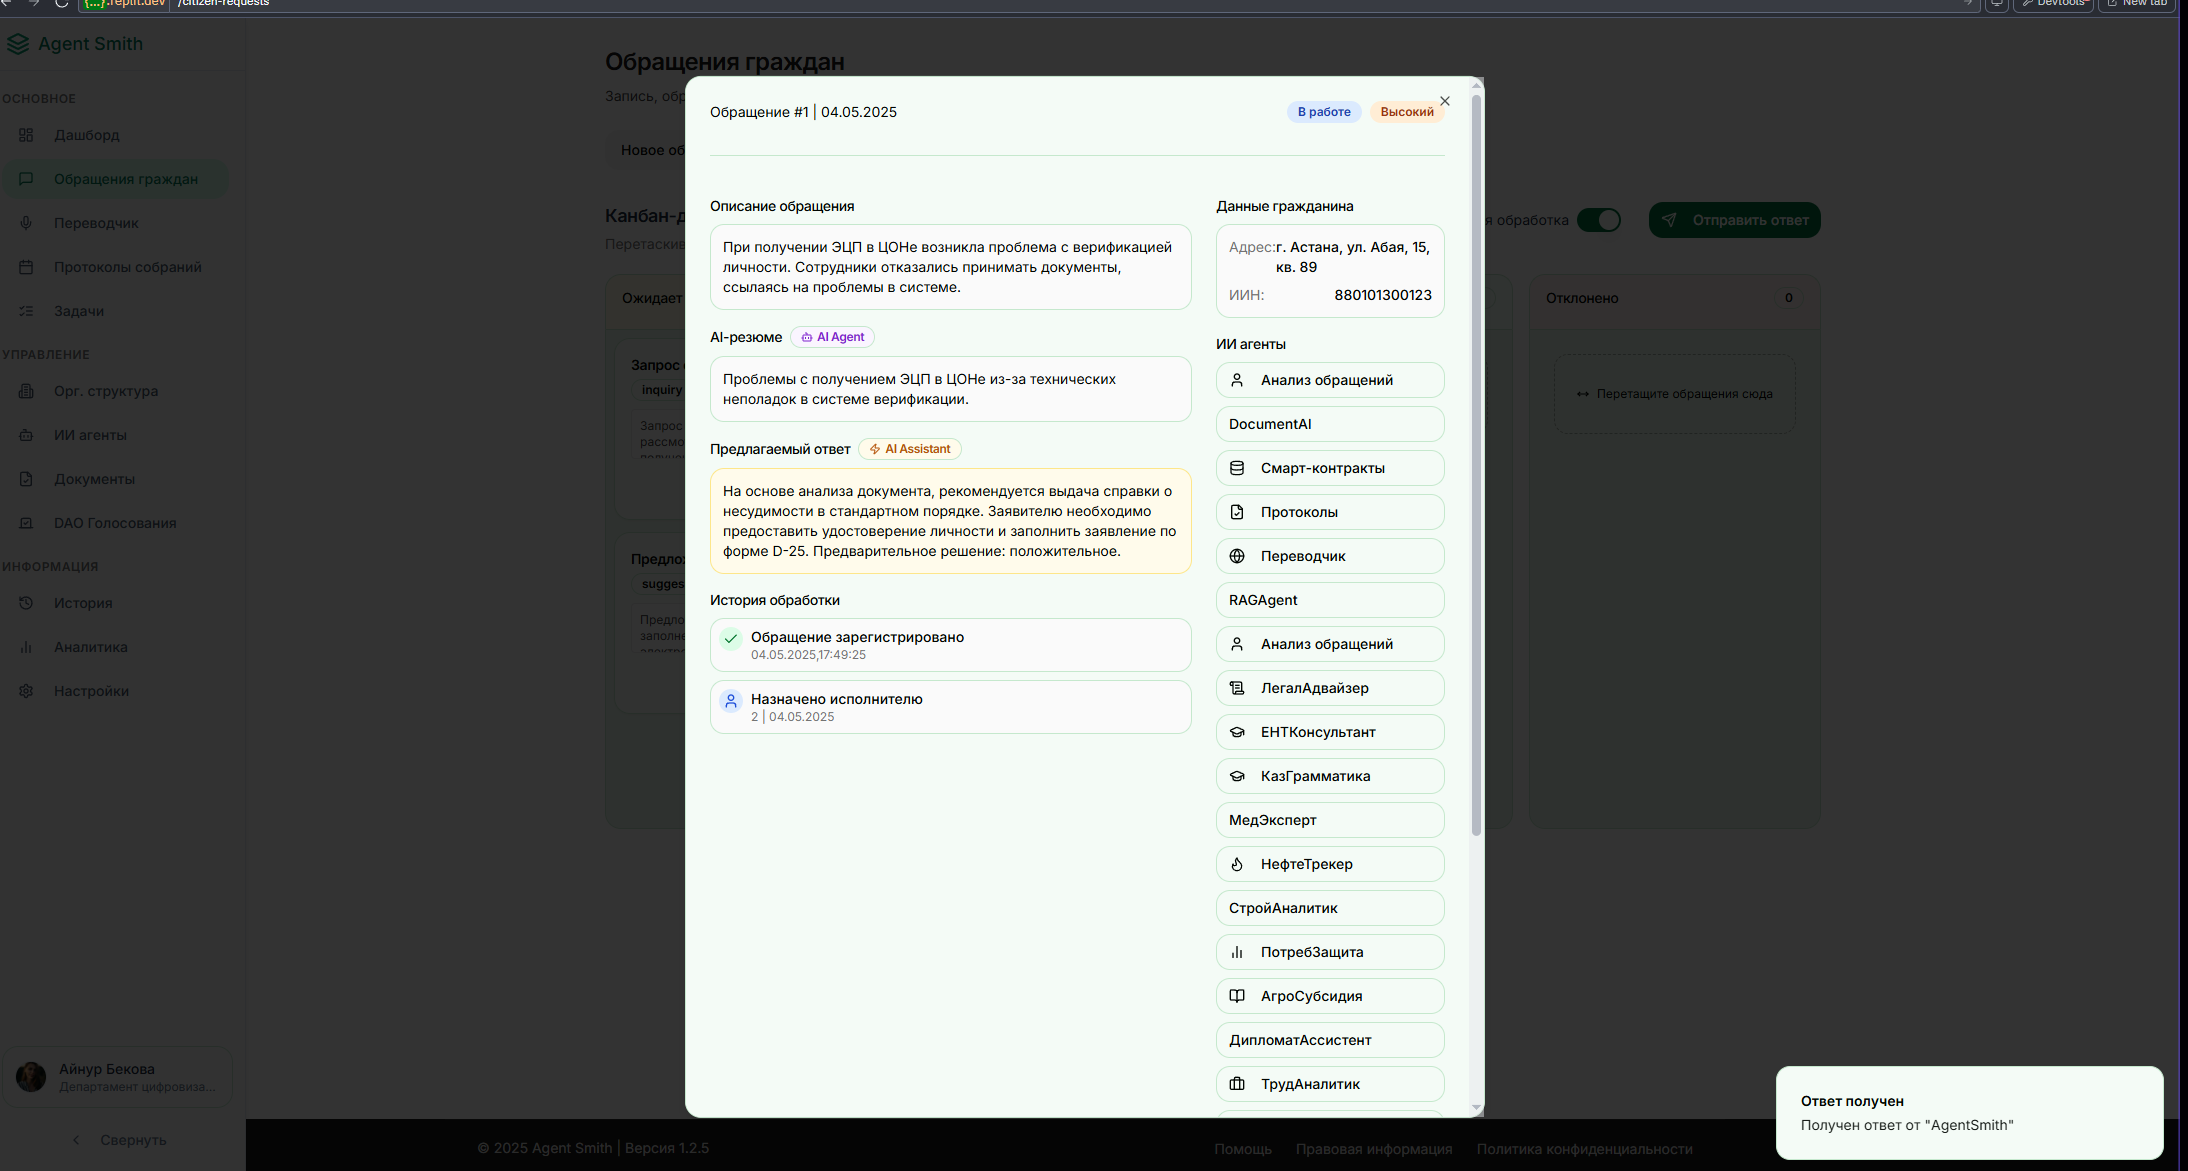 {...}.replit.dev
/citizen-requests
Devtools
New tab
Agent Smith
ОСНОВНОЕ
Дашборд
Обращения граждан
Переводчик
Протоколы собраний
Задачи
УПРАВЛЕНИЕ
Орг. структура
ИИ агенты
Документы
DAO Голосования
ИНФОРМАЦИЯ
История
Аналитика
Настройки
Айнур Бекова
Департамент цифровиза...
Свернуть
Обращения граждан
Запись, обр
Новое об
Канбан-д
Перетаскив
я обработка
Отправить ответ
Ожидает
Запрос
inquiry
Запрос
рассмо
Предло
sugges
Предло
заполне
Отклонено
0
Перетащите обращения сюда
Обращение #1 | 04.05.2025
В работе
Высокий
Описание обращения
При получении ЭЦП в ЦОНе возникла проблема с верификацией
личности. Сотрудники отказались принимать документы,
ссылаясь на проблемы в системе.
AI-резюме
AI Agent
Проблемы с получением ЭЦП в ЦОНе из-за технических
неполадок в системе верификации.
Предлагаемый ответ
AI Assistant
На основе анализа документа, рекомендуется выдача справки о
несудимости в стандартном порядке. Заявителю необходимо
предоставить удостоверение личности и заполнить заявление по
форме D-25. Предварительное решение: положительное.
История обработки
Обращение зарегистрировано
04.05.2025,17:49:25
Назначено исполнителю
2 | 04.05.2025
Данные гражданина
Адрес:г. Астана, ул. Абая, 15,
кв. 89
ИИН: 880101300123
ИИ агенты
Анализ обращений
DocumentAI
Смарт-контракты
Протоколы
Переводчик
RAGAgent
Анализ обращений
ЛегалАдвайзер
ЕНТКонсультант
КазГрамматика
МедЭксперт
НефтеТрекер
СтройАналитик
ПотребЗащита
АгроСубсидия
ДипломатАссистент
ТрудАналитик
© 2025 Agent Smith | Версия 1.2.5
Помощь
Правовая информация
Политика конфиденциальности
Ответ получен
Получен ответ от "AgentSmith"